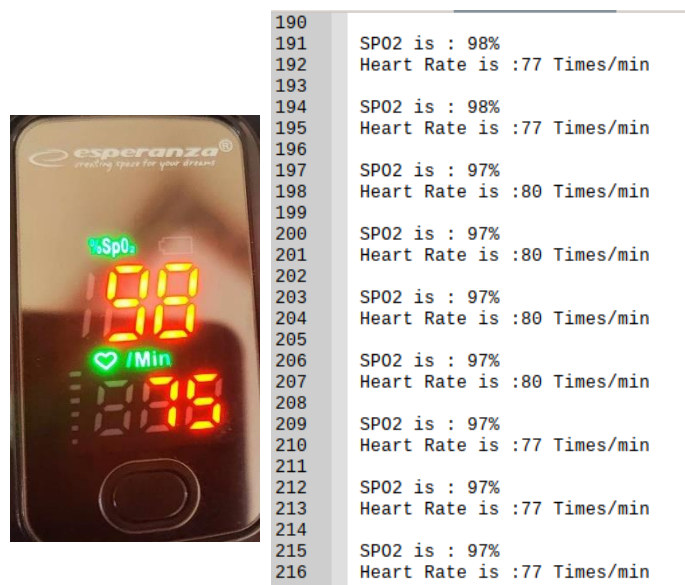 esperanza®
creating space for your dreams
%SpO₂
98
♡ /Min
75
190
191 SPO2 is : 98%
192 Heart Rate is :77 Times/min
193
194 SPO2 is : 98%
195 Heart Rate is :77 Times/min
196
197 SPO2 is : 97%
198 Heart Rate is :80 Times/min
199
200 SPO2 is : 97%
201 Heart Rate is :80 Times/min
202
203 SPO2 is : 97%
204 Heart Rate is :80 Times/min
205
206 SPO2 is : 97%
207 Heart Rate is :80 Times/min
208
209 SPO2 is : 97%
210 Heart Rate is :77 Times/min
211
212 SPO2 is : 97%
213 Heart Rate is :77 Times/min
214
215 SPO2 is : 97%
216 Heart Rate is :77 Times/min